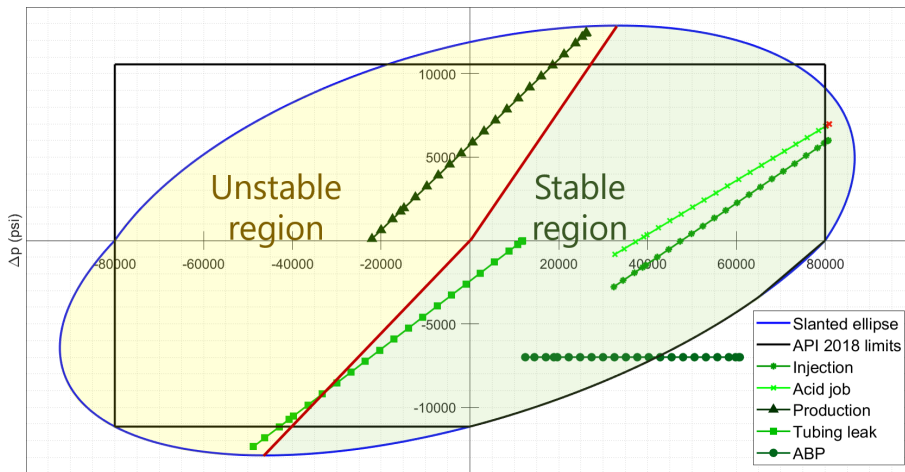 10000
5000
Unstable
region
Stable
region
-80000 -60000 -40000 -20000 20000 40000 60000 80000
Δp (psi)
-5000
-10000
Slanted ellipse
API 2018 limits
Injection
Acid job
Production
Tubing leak
ABP